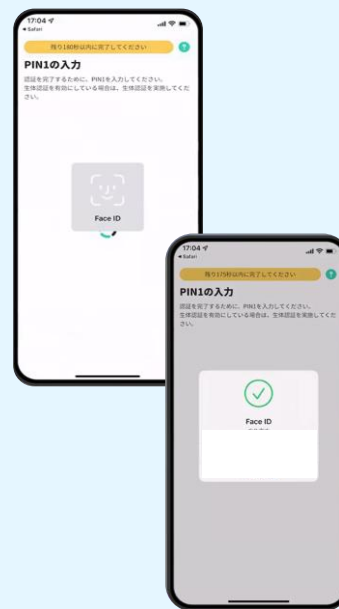 17:04
◀ Safari
残り180秒以内に完了してください
?
PIN1の入力
認証を完了するために、PIN1を入力してください。
生体認証を有効にしている場合は、生体認証を実施してくだ
さい。
Face ID
17:04
◀ Safari
残り175秒以内に完了してください
?
PIN1の入力
認証を完了するために、PIN1を入力してください。
生体認証を有効にしている場合は、生体認証を実施してくだ
さい。
Face ID